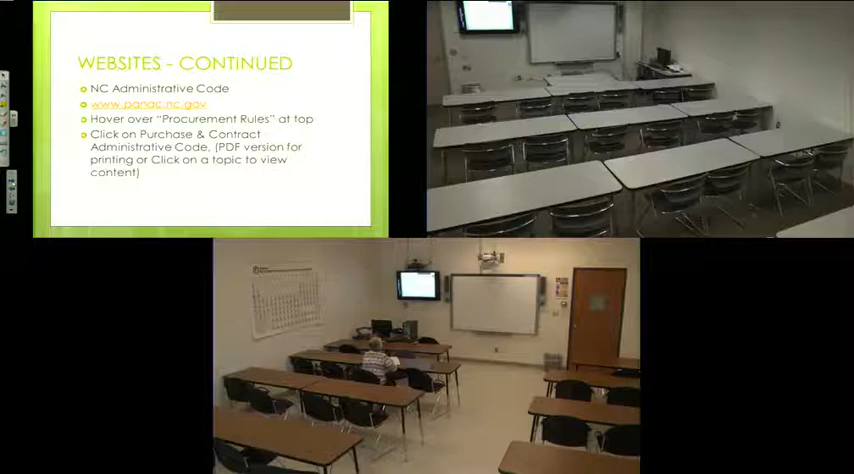 WEBSITES - CONTINUED
NC Administrative Code
www.panac.nc.gov
Hover over “Procurement Rules” at top
Click on Purchase & Contract
Administrative Code. (PDF version for
printing or Click on a topic to view
content)